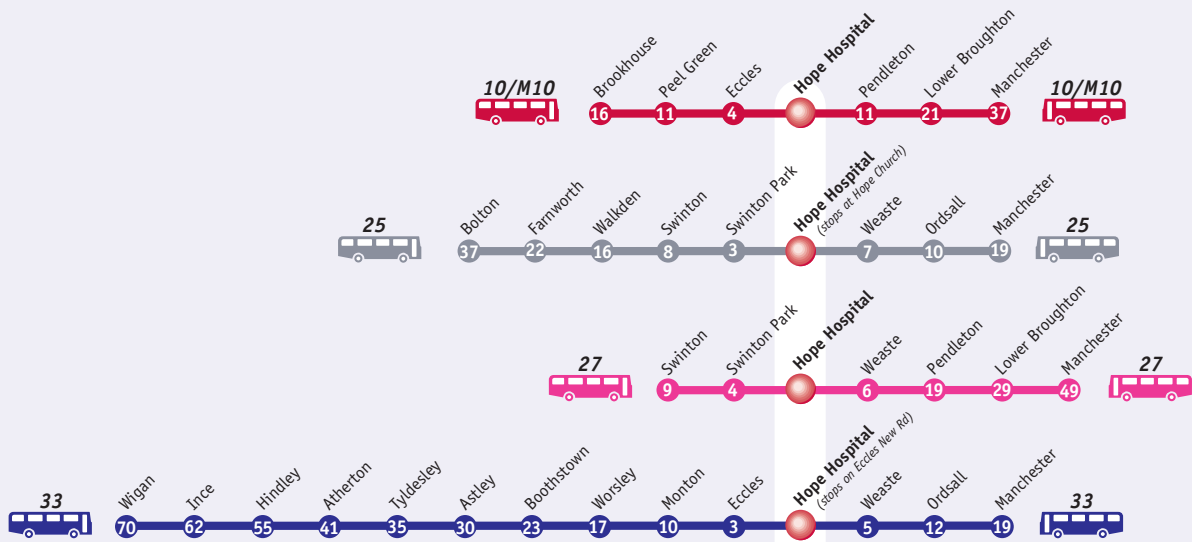 10/M10
Brookhouse
Peel Green
Eccles
Hope Hospital
Pendleton
Lower Broughton
Manchester
10/M10
16
11
4
11
21
37
25
Bolton
Farnworth
Walkden
Swinton
Swinton Park
Hope Hospital
(stops at Hope Church)
Weaste
Ordsall
Manchester
25
37
22
16
8
3
7
10
19
27
Swinton
Swinton Park
Hope Hospital
Weaste
Pendleton
Lower Broughton
Manchester
27
9
4
6
19
29
49
33
Wigan
Ince
Hindley
Atherton
Tyldesley
Astley
Boothstown
Worsley
Monton
Eccles
Hope Hospital
(stops on Eccles New Rd)
Weaste
Ordsall
Manchester
33
70
62
55
41
35
30
23
17
10
3
5
12
19